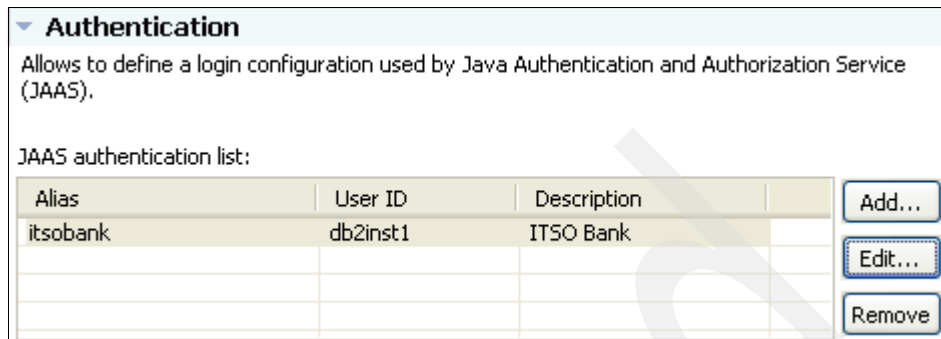 Authentication
Allows to define a login configuration used by Java Authentication and Authorization Service
(JAAS).
JAAS authentication list:
Alias User ID Description
Add...
itsobank db2inst1 ITSO Bank
Edit...
Remove